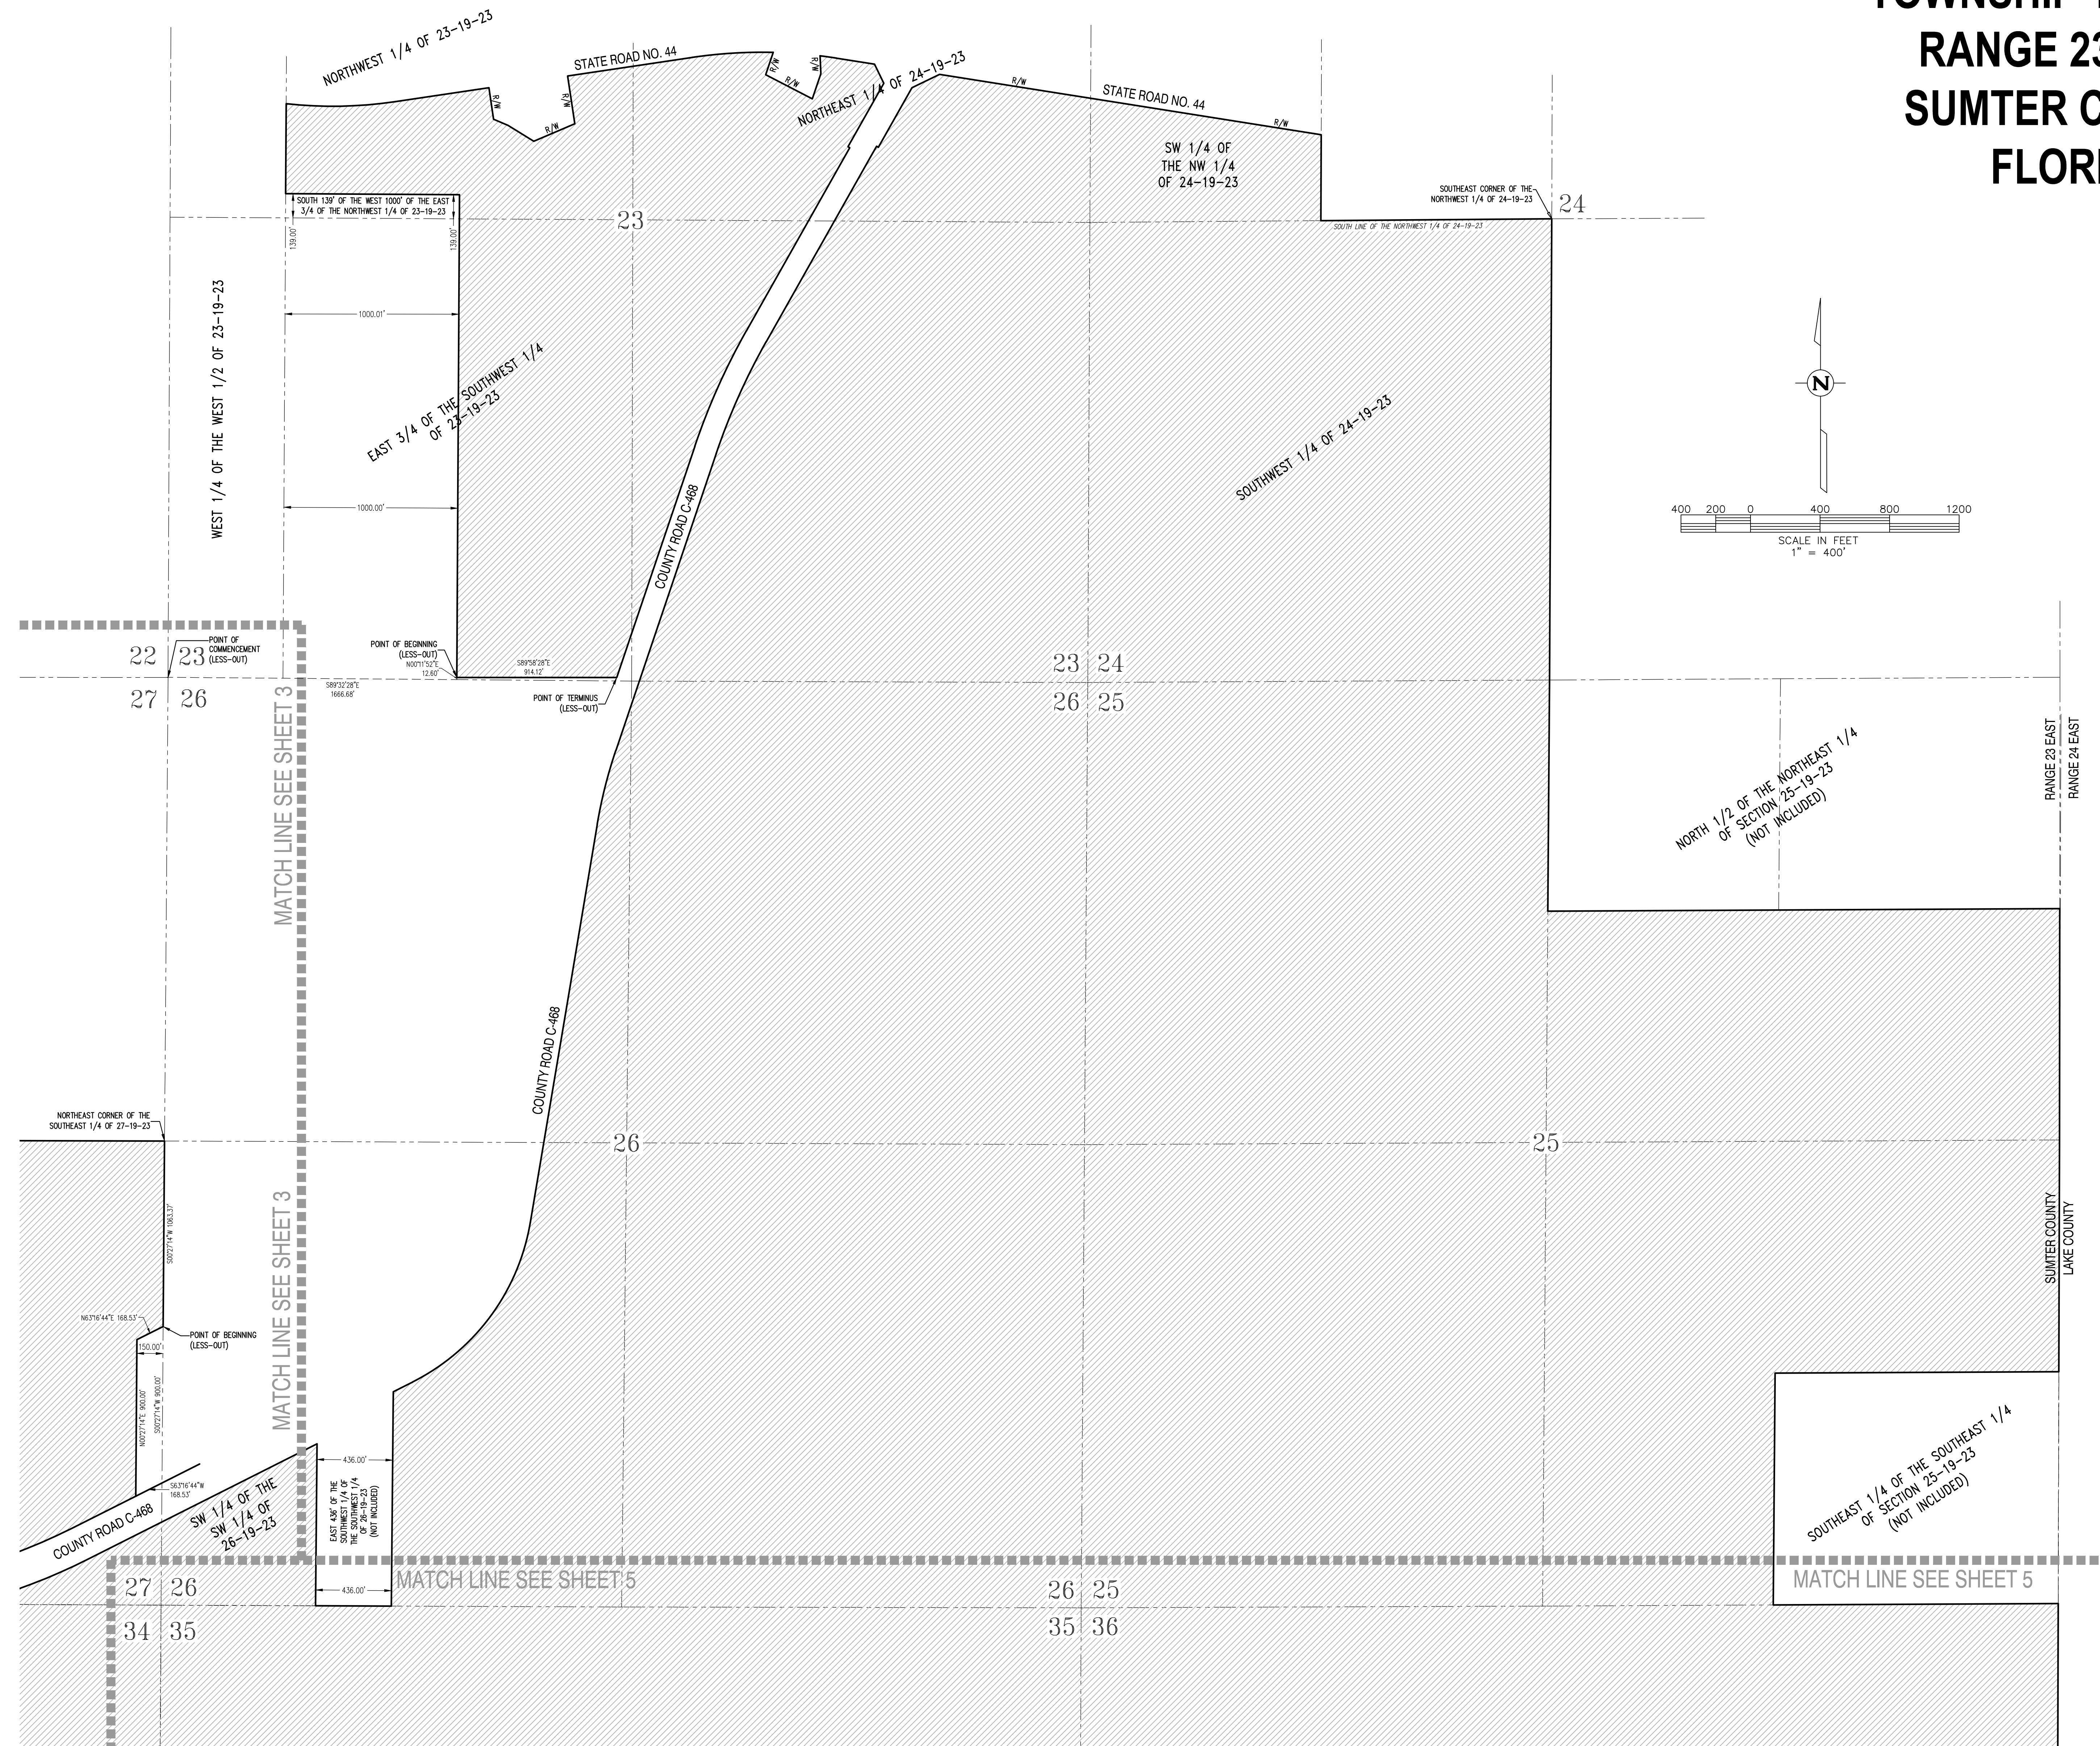 RANGE 23
SUMTER C
NORTHWEST 1/4 OF 23-19-23
STATE ROAD NO. 44
R/W
R/W
R/W
R/W
R/W
R/W
NORTHEAST 1/4 OF 24-19-23
R/W
STATE ROAD NO. 44
R/W
SW 1/4 OF
THE NW 1/4
OF 24-19-23
SOUTHEAST CORNER OF THE
NORTHWEST 1/4 OF 24-19-23
24
SOUTH LINE OF THE NORTHWEST 1/4 OF 24-19-23
SOUTH 139' OF THE WEST 1000' OF THE EAST
3/4 OF THE NORTHWEST 1/4 OF 23-19-23
139.00'
139.00'
23
WEST 1/4 OF THE WEST 1/2 OF 23-19-23
1000.01'
EAST 3/4 OF THE SOUTHWEST 1/4
OF 23-19-23
1000.00'
COUNTY ROAD C-468
SOUTHWEST 1/4 OF 24-19-23
N
400 200 0 400 800 1200
SCALE IN FEET
1" = 400'
22 23
27 26
POINT OF
COMMENCEMENT
(LESS-OUT)
POINT OF BEGINNING
(LESS-OUT)
N00°11'52"E
12.60'
S89°58'28"E
914.12'
S89°32'28"E
1666.68'
POINT OF TERMINUS
(LESS-OUT)
23 24
26 25
MATCH LINE SEE SHEET 3
NORTH 1/2 OF THE NORTHEAST 1/4
OF SECTION 25-19-23
(NOT INCLUDED)
RANGE 23 EAST
RANGE 24 EAST
COUNTY ROAD C-468
NORTHEAST CORNER OF THE
SOUTHEAST 1/4 OF 27-19-23
26
25
S00°27'14"W 1063.37'
MATCH LINE SEE SHEET 3
SUMTER COUNTY
LAKE COUNTY
N63°16'44"E 168.53'
POINT OF BEGINNING
(LESS-OUT)
150.00'
N00°27'14"E 900.00'
S00°27'14"W 900.00'
S63°16'44"W
168.53'
COUNTY ROAD C-468
SW 1/4 OF THE
SW 1/4 OF
26-19-23
436.00'
EAST 436' OF THE
SOUTHWEST 1/4 OF
THE SOUTHWEST 1/4
OF 26-19-23
(NOT INCLUDED)
436.00'
SOUTHEAST 1/4 OF THE SOUTHEAST 1/4
OF SECTION 25-19-23
(NOT INCLUDED)
MATCH LINE SEE SHEET 5
MATCH LINE SEE SHEET 5
27 26
34 35
26 25
35 36